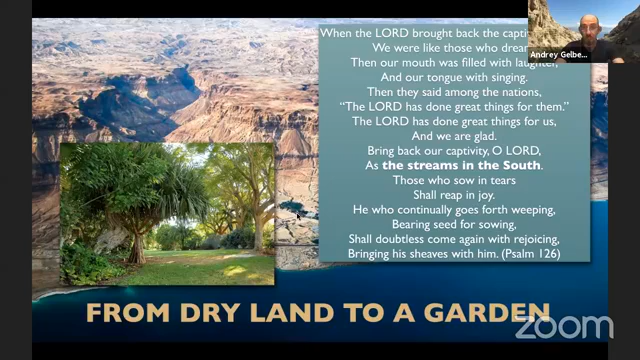 When the LORD brought back the captiv
We were like those who
Then our mouth was filled with laughter,
And our tongue with singing.
Then they said among the nations,
“The LORD has done great things for them.”
The LORD has done great things for us,
And we are glad.
Bring back our captivity, O LORD,
As the streams in the South.
Those who sow in tears
Shall reap in joy.
He who continually goes forth weeping,
Bearing seed for sowing,
Shall doubtless come again with rejoicing,
Bringing his sheaves with him. (Psalm 126)
Andrey Gelbe...
FROM DRY LAND TO A GARDEN
zoom